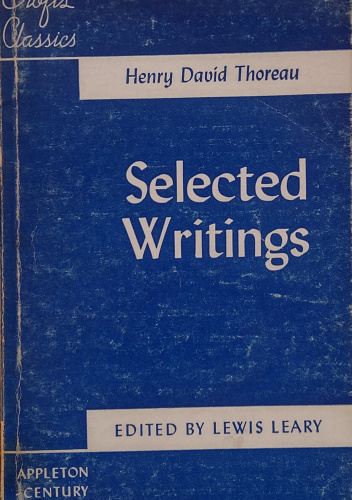 Crofts
Classics
Henry David Thoreau
Selected
Writings
EDITED BY LEWIS LEARY
APPLETON
-CENTURY